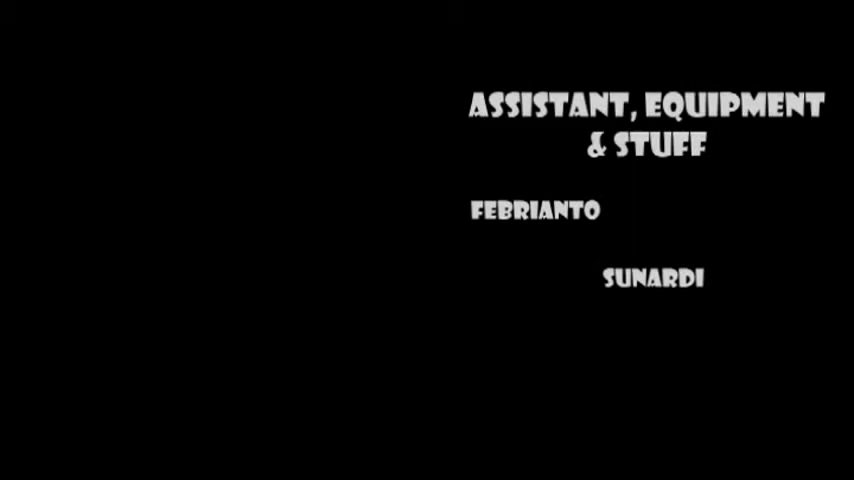 ASSISTANT, EQUIPMENT
& STUFF
FEBRIANTO
SUNARDI